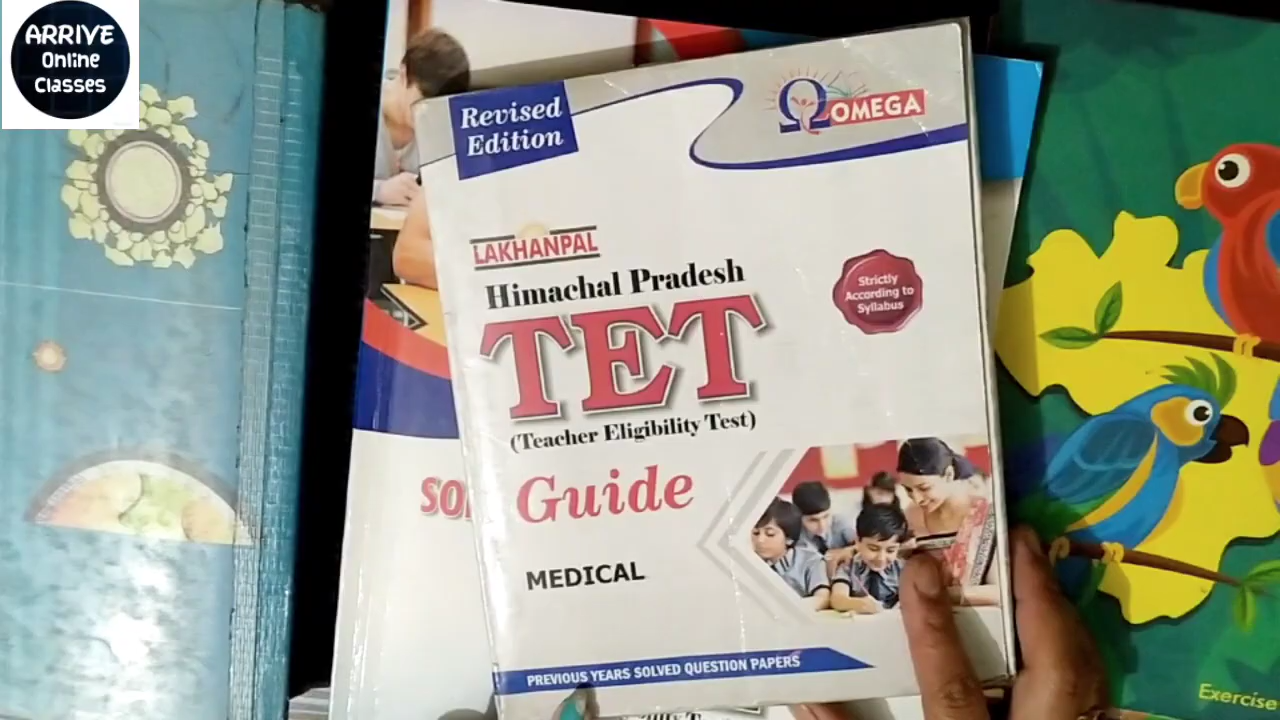 ARRIVE
Online
Classes
Revised
Edition
Ω OMEGA
LAKHANPAL
Himachal Pradesh
TET
(Teacher Eligibility Test)
Strictly
According to
Syllabus
Guide
MEDICAL
PREVIOUS YEARS SOLVED QUESTION PAPERS
Exercise